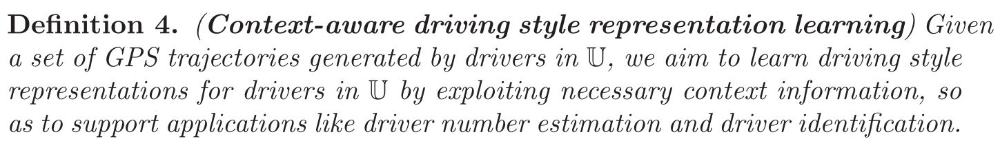 Definition 4. (Context-aware driving style representation learning) Given
a set of GPS trajectories generated by drivers in 𝕌, we aim to learn driving style
representations for drivers in 𝕌 by exploiting necessary context information, so
as to support applications like driver number estimation and driver identification.